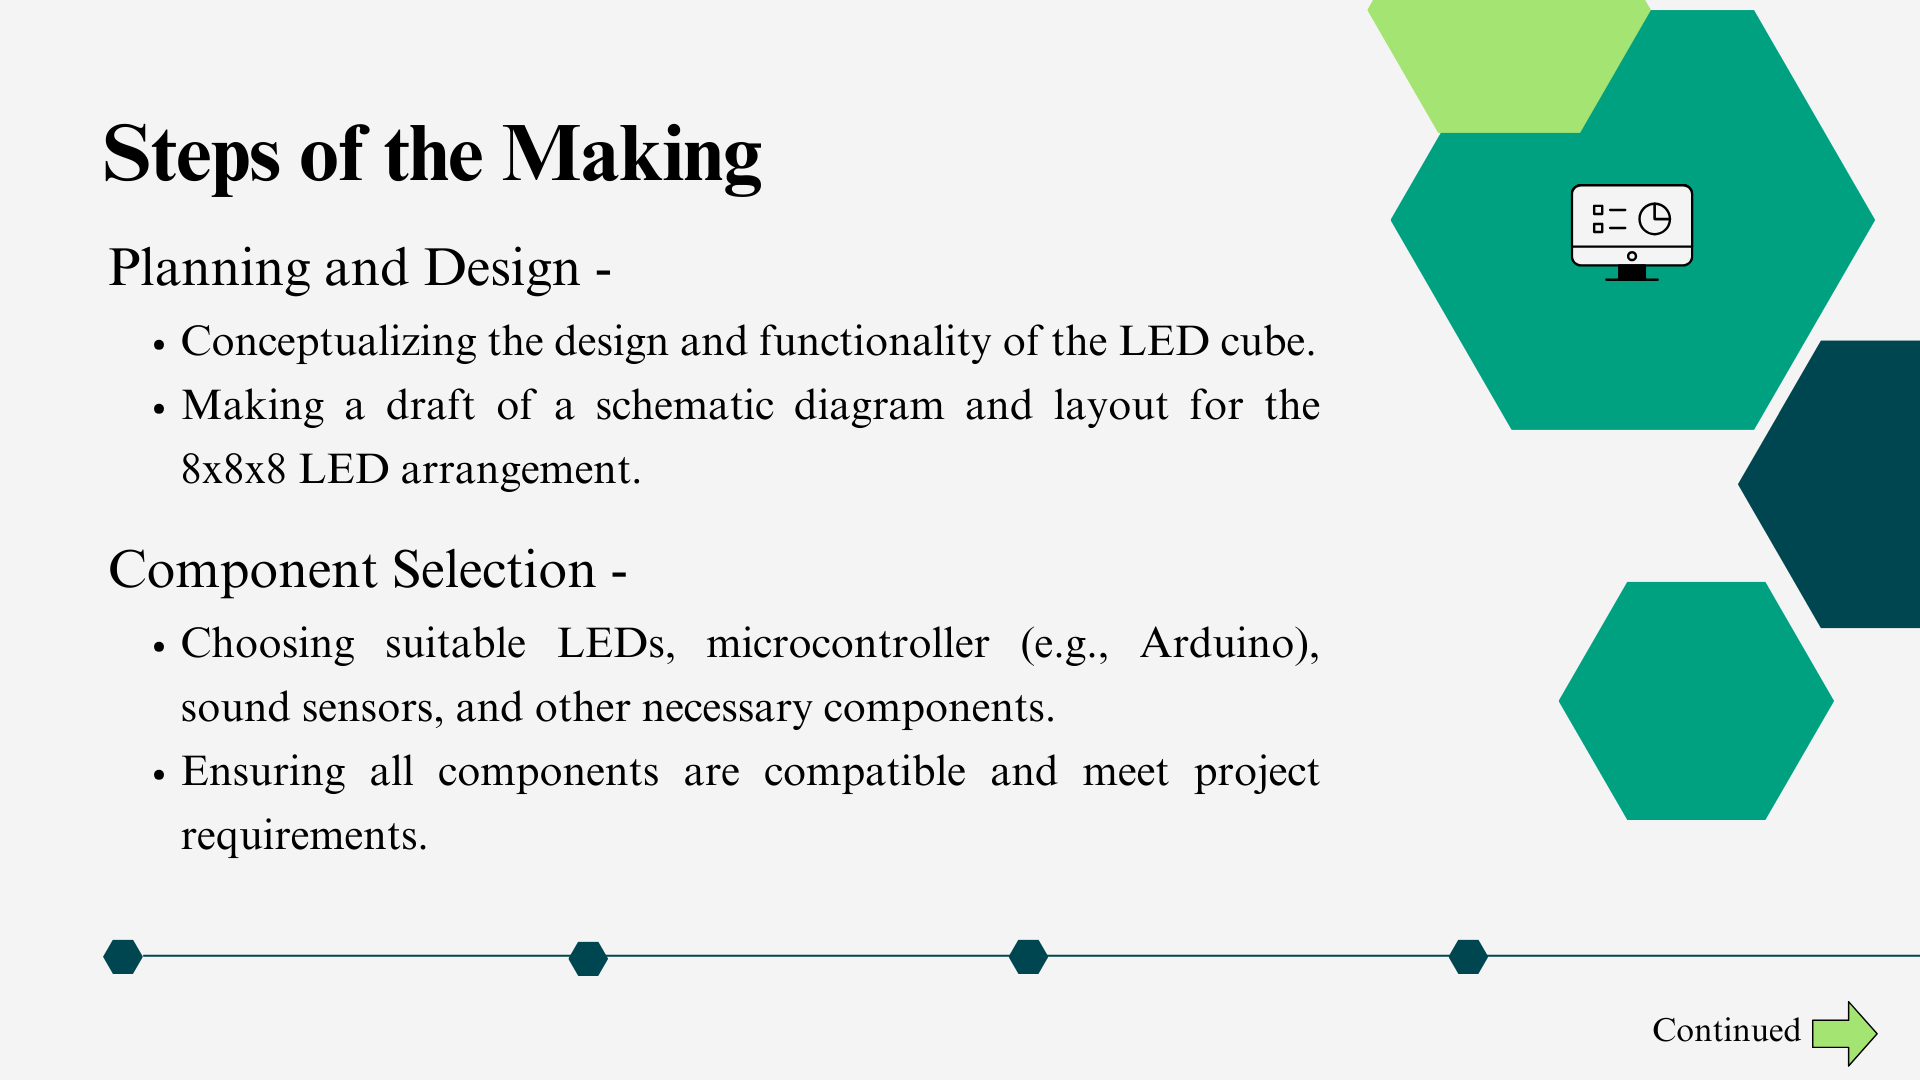 Steps of the Making
Planning and Design -
• Conceptualizing the design and functionality of the LED cube.
• Making a draft of a schematic diagram and layout for the
8x8x8 LED arrangement.
Component Selection -
• Choosing suitable LEDs, microcontroller (e.g., Arduino),
sound sensors, and other necessary components.
• Ensuring all components are compatible and meet project
requirements.
Continued